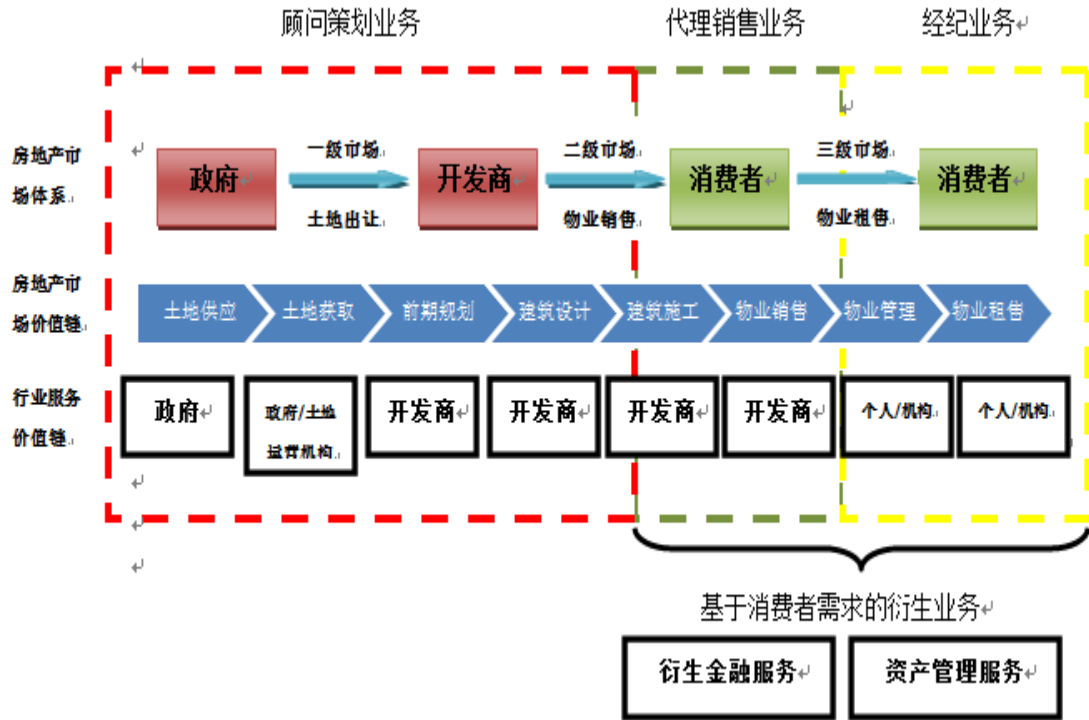 顾问策划业务
代理销售业务
经纪业务
房地产市
场体系
政府
一级市场
土地出让
开发商
二级市场
物业销售
消费者
三级市场
物业租售
消费者
房地产市
场价值链
土地供应
土地获取
前期规划
建筑设计
建筑施工
物业销售
物业管理
物业租售
行业服务
价值链
政府
政府/土地
运营机构
开发商
开发商
开发商
开发商
个人/机构
个人/机构
基于消费者需求的衍生业务
衍生金融服务
资产管理服务